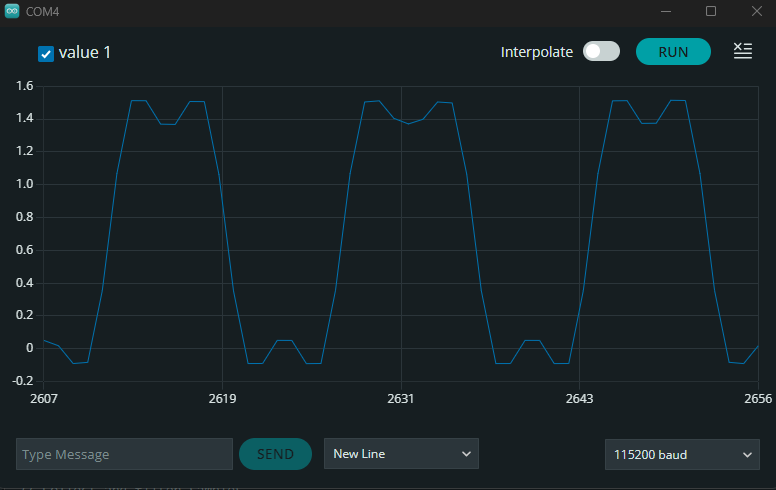 COM4
value 1
Interpolate
RUN
1.6
1.4
1.2
1.0
0.8
0.6
0.4
0.2
0
-0.2
2607 2619 2631 2643 2656
Type Message
SEND
New Line
115200 baud